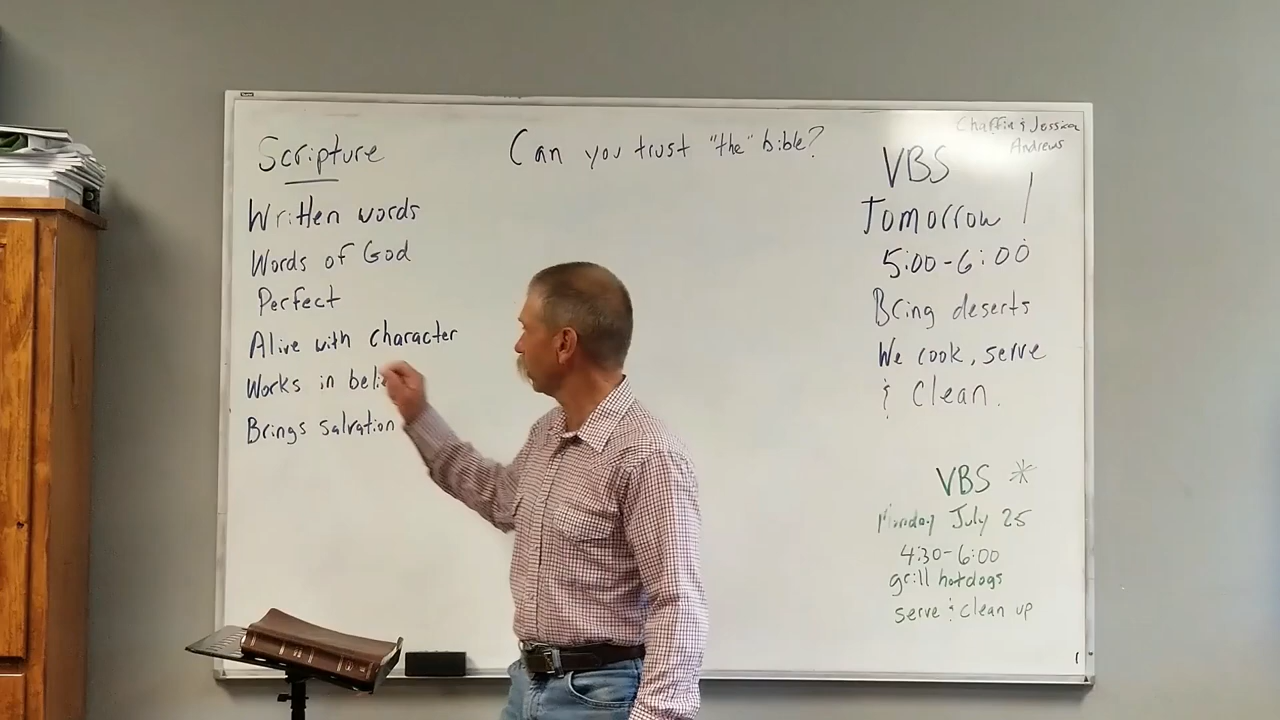 Scripture
Written words
Words of God
Perfect
Alive with character
Works in beli
Brings salvation
Can you trust "the" bible?
Chaffin & Jessica
Andrews
VBS
Tomorrow!
5:00-6:00
Bring deserts
We cook, serve
& Clean.
VBS *
Monday July 25
4:30-6:00
grill hotdogs
serve & clean up